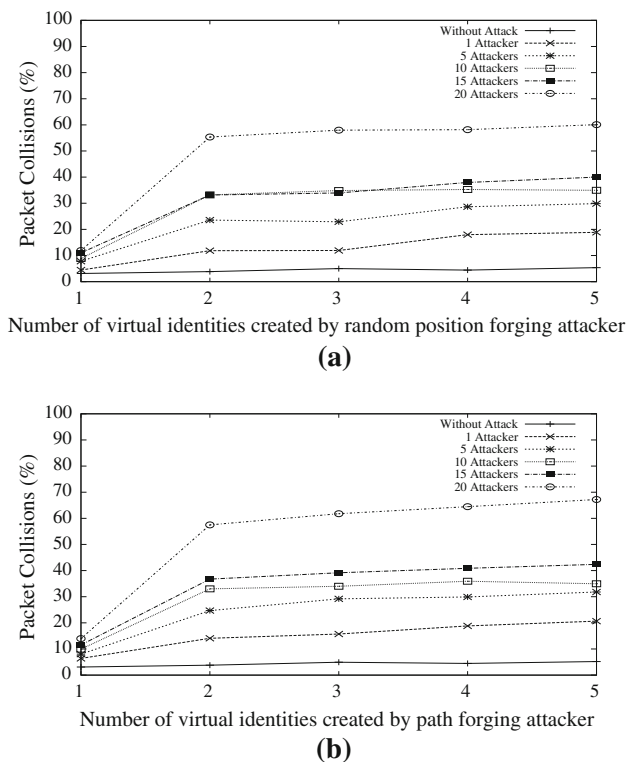 100
90
80
70
60
50
40
30
20
10
0
Packet Collisions (%)
Without Attack
1 Attacker
5 Attackers
10 Attackers
15 Attackers
20 Attackers
1 2 3 4 5
Number of virtual identities created by random position forging attacker
(a)
100
90
80
70
60
50
40
30
20
10
0
Packet Collisions (%)
Without Attack
1 Attacker
5 Attackers
10 Attackers
15 Attackers
20 Attackers
1 2 3 4 5
Number of virtual identities created by path forging attacker
(b)